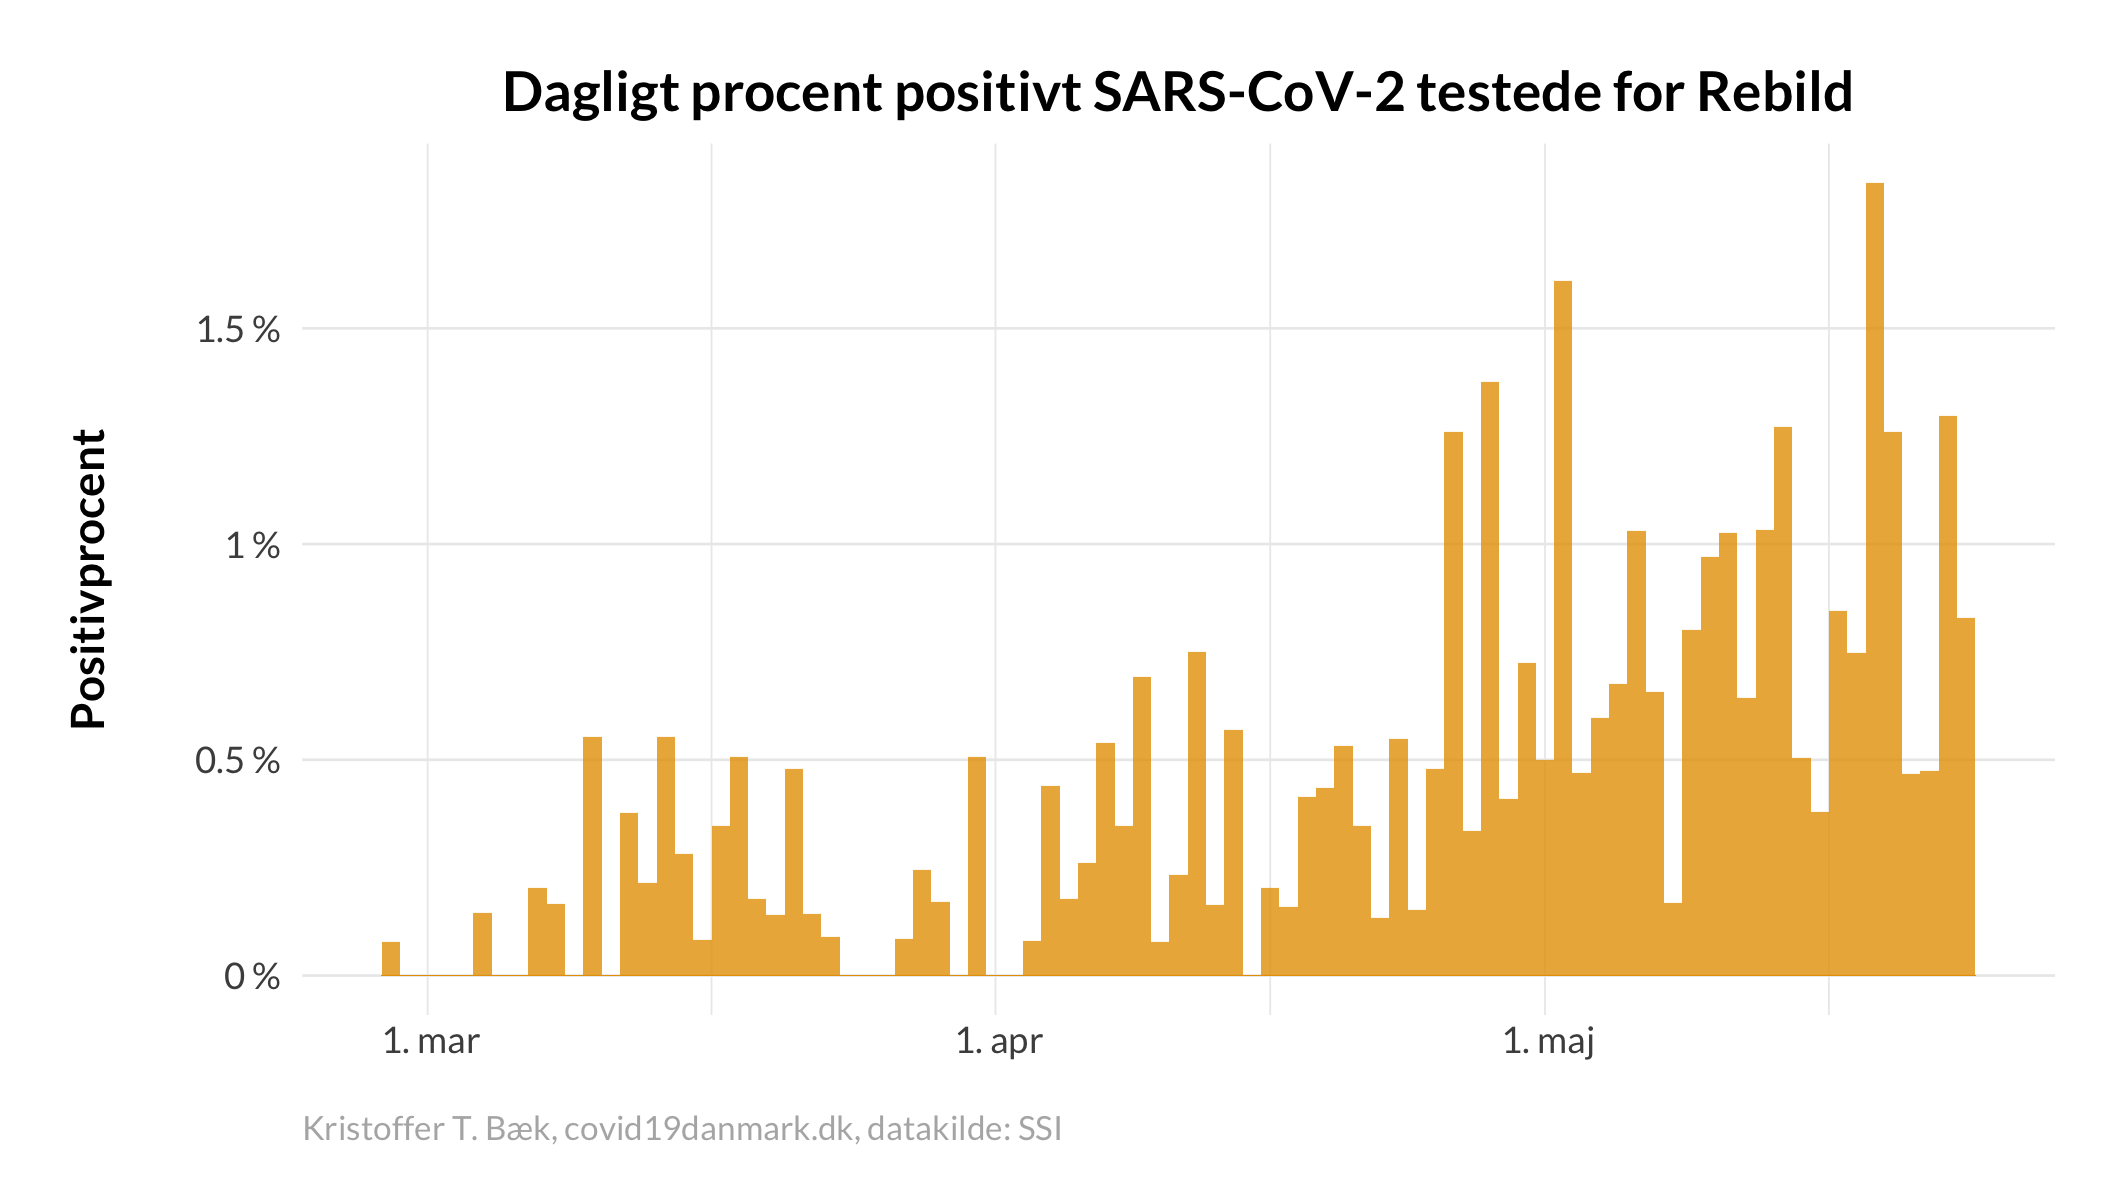 Dagligt procent positivt SARS-CoV-2 testede for Rebild
Positivprocent
1.5 %
1 %
0.5 %
0 %
1. mar
1. apr
1. maj
Kristoffer T. Bæk, covid19danmark.dk, datakilde: SSI